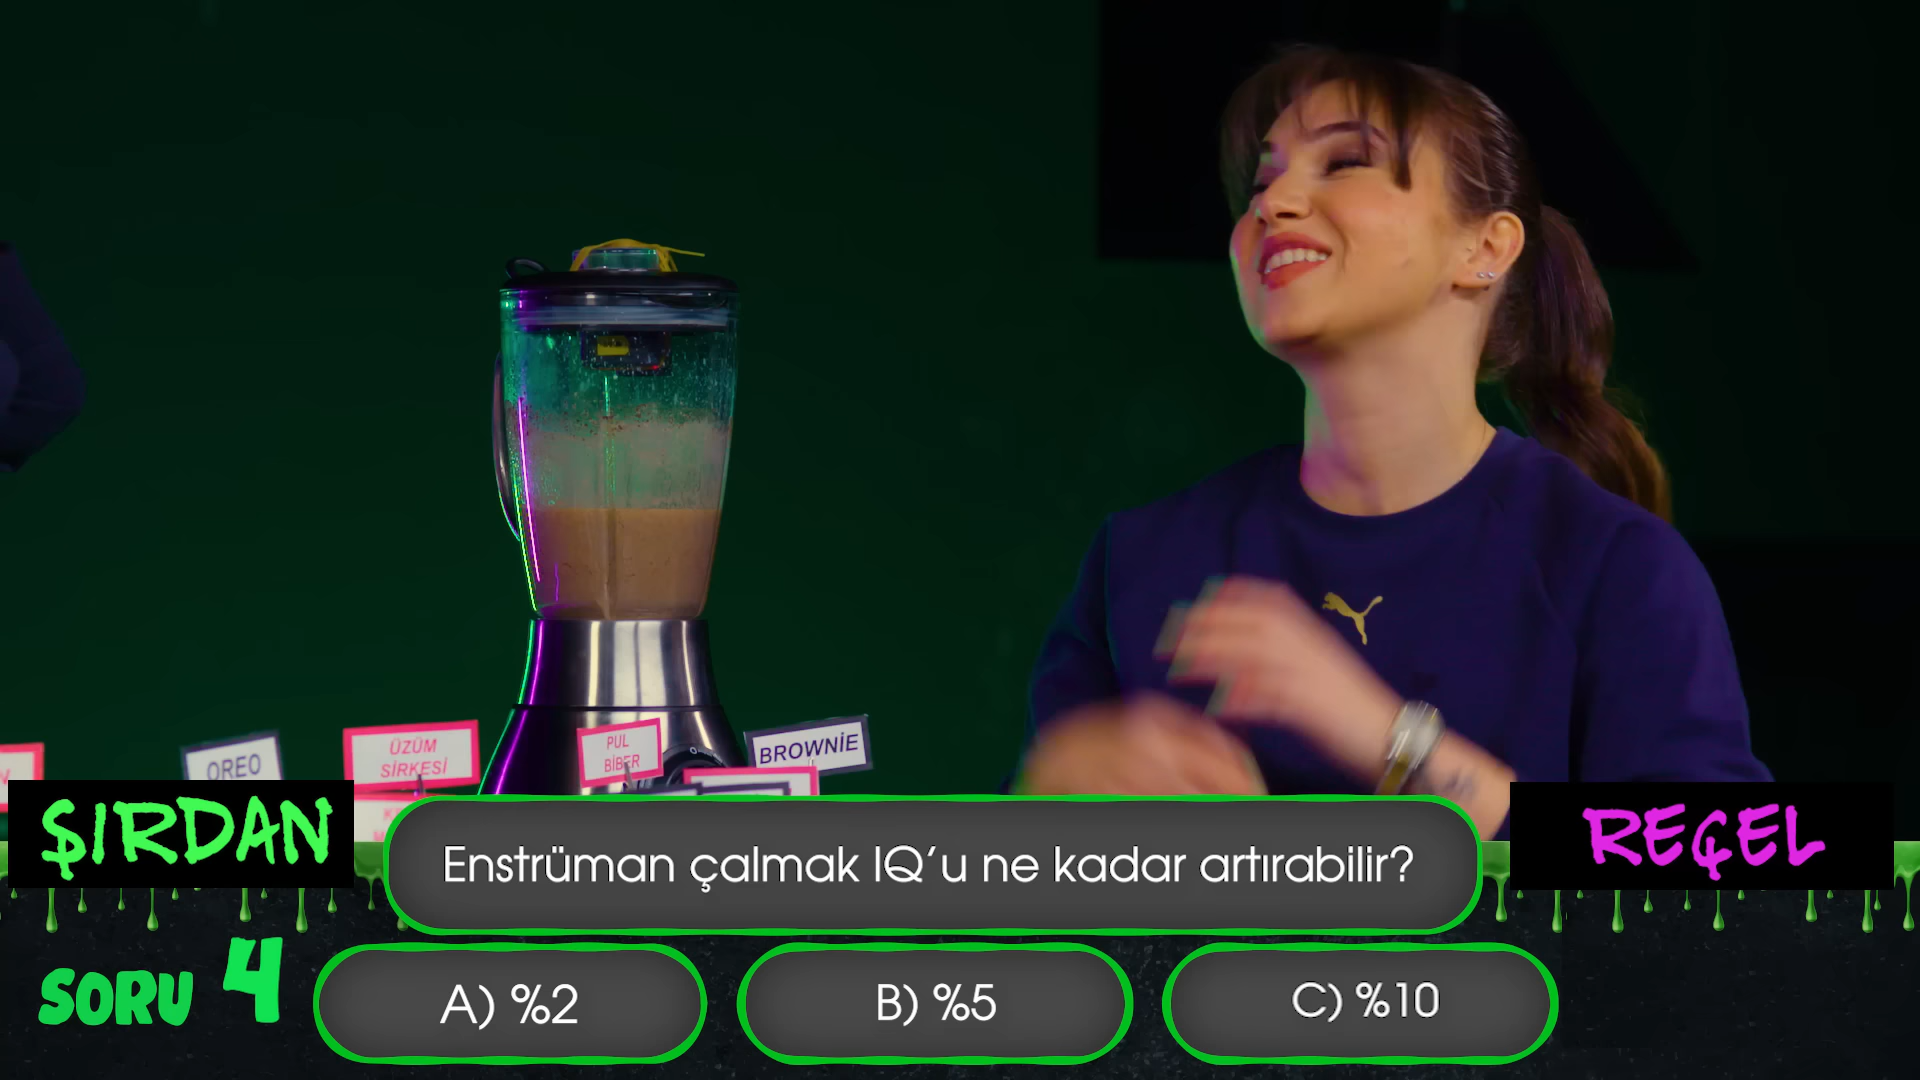 OREO
ÜZÜM
SİRKESİ
PUL
BİBER
BROWNİE
ŞIRDAN
REÇEL
Enstrüman çalmak IQ'u ne kadar artırabilir?
SORU 4
A) %2
B) %5
C) %10